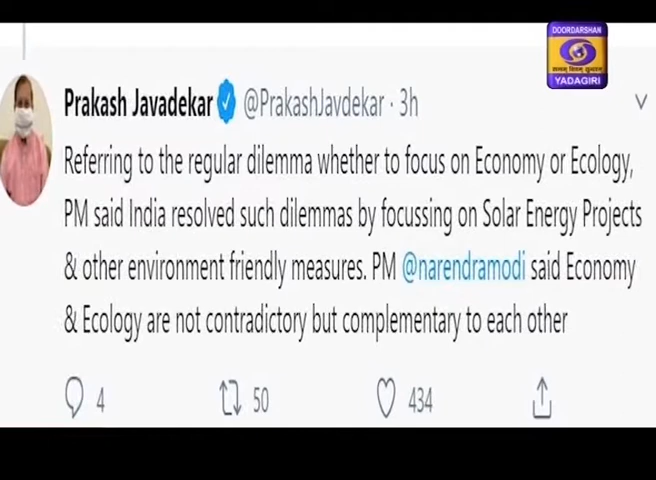 DOORDARSHAN
YADAGIRI
Prakash Javadekar @PrakashJavdekar · 3h
Referring to the regular dilemma whether to focus on Economy or Ecology,
PM said India resolved such dilemmas by focussing on Solar Energy Projects
& other environment friendly measures. PM @narendramodi said Economy
& Ecology are not contradictory but complementary to each other
4 50 434